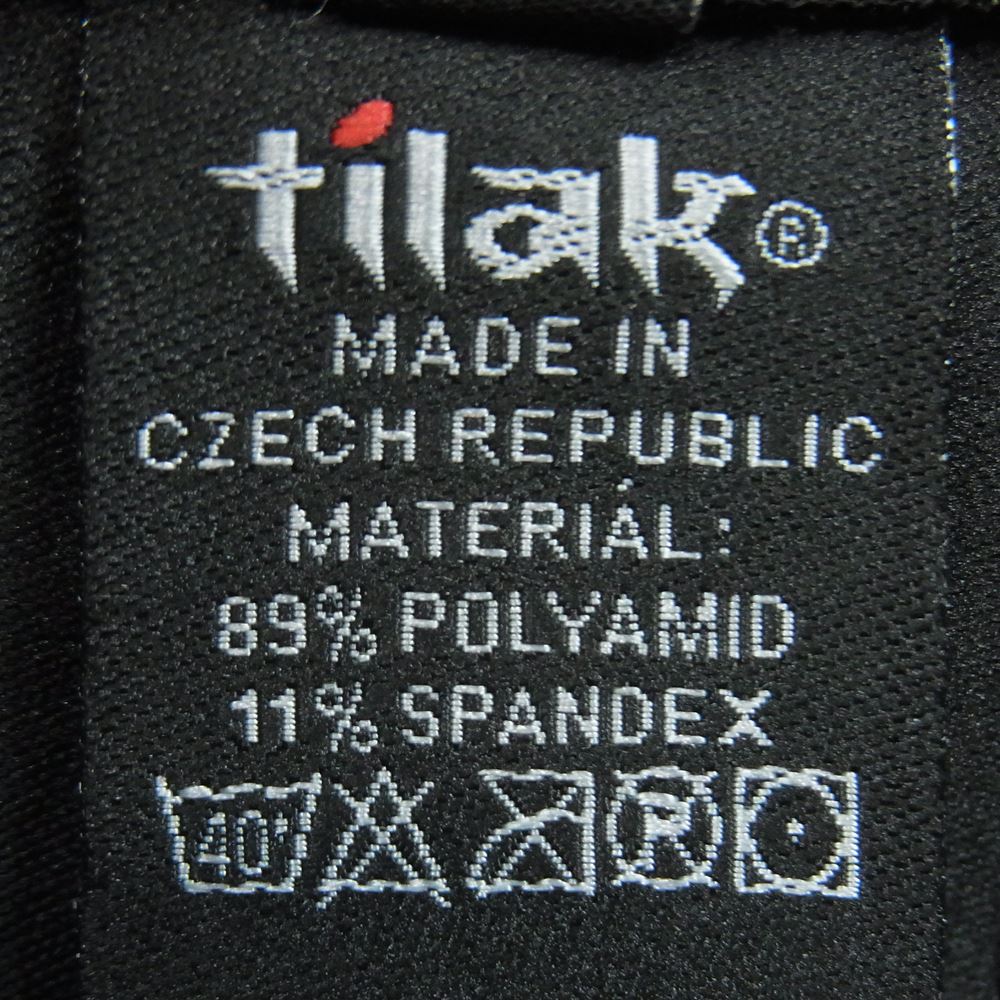 tilak®
MADE IN
CZECH REPUBLIC
MATERIÁL:
89% POLYAMID
11% SPANDEX
40° P